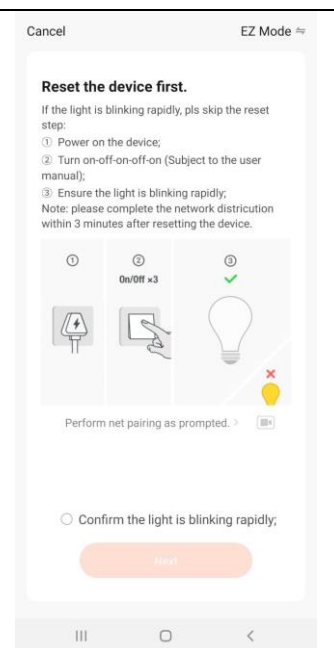 Cancel
EZ Mode
Reset the device first.
If the light is blinking rapidly, pls skip the reset
step:
① Power on the device;
② Turn on-off-on-off-on (Subject to the user
manual);
③ Ensure the light is blinking rapidly;
Note: please complete the network districution
within 3 minutes after resetting the device.
①
②
③
On/Off ×3
Perform net pairing as prompted. >
Confirm the light is blinking rapidly;
Next